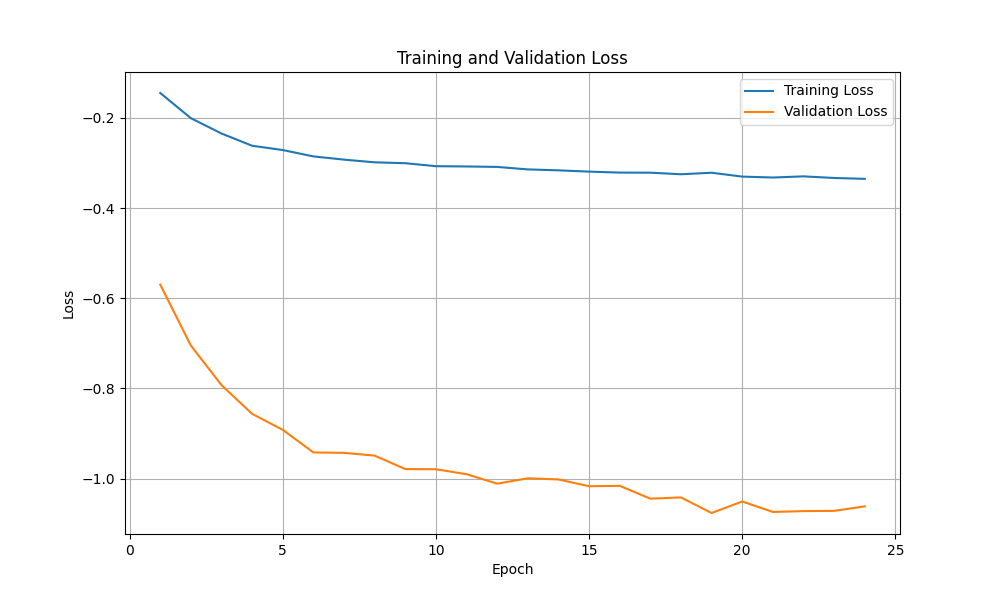 Training and Validation Loss
Training Loss
Validation Loss
−0.2
−0.4
−0.6
−0.8
−1.0
Loss
0
5
10
15
20
25
Epoch